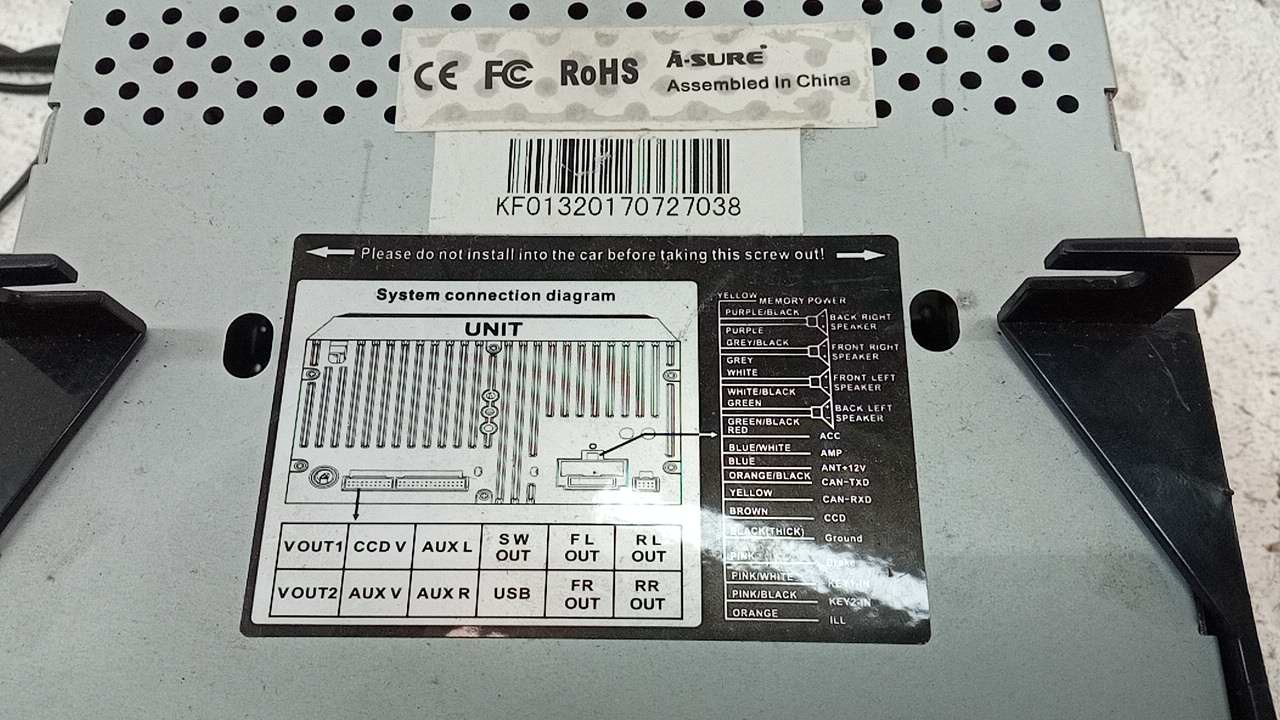 CE FC RoHS A-SURE
Assembled In China
KF01320170727038
Please do not install into the car before taking this screw out!
System connection diagram
UNIT
VOUT1 CCD V AUX L SW OUT FL OUT RL OUT
VOUT2 AUX V AUX R USB FR OUT RR OUT
YELLOW MEMORY POWER
PURPLE/BLACK
PURPLE
BACK RIGHT SPEAKER
GREY/BLACK
GREY
FRONT RIGHT SPEAKER
WHITE
WHITE/BLACK
FRONT LEFT SPEAKER
GREEN
GREEN/BLACK
BACK LEFT SPEAKER
RED ACC
BLUE/WHITE AMP
BLUE ANT+12V
ORANGE/BLACK CAN-TXD
YELLOW CAN-RXD
BROWN CCD
BLACK(THICK) Ground
PINK Brake
PINK/WHITE KEY1-IN
PINK/BLACK KEY2-IN
ORANGE ILL